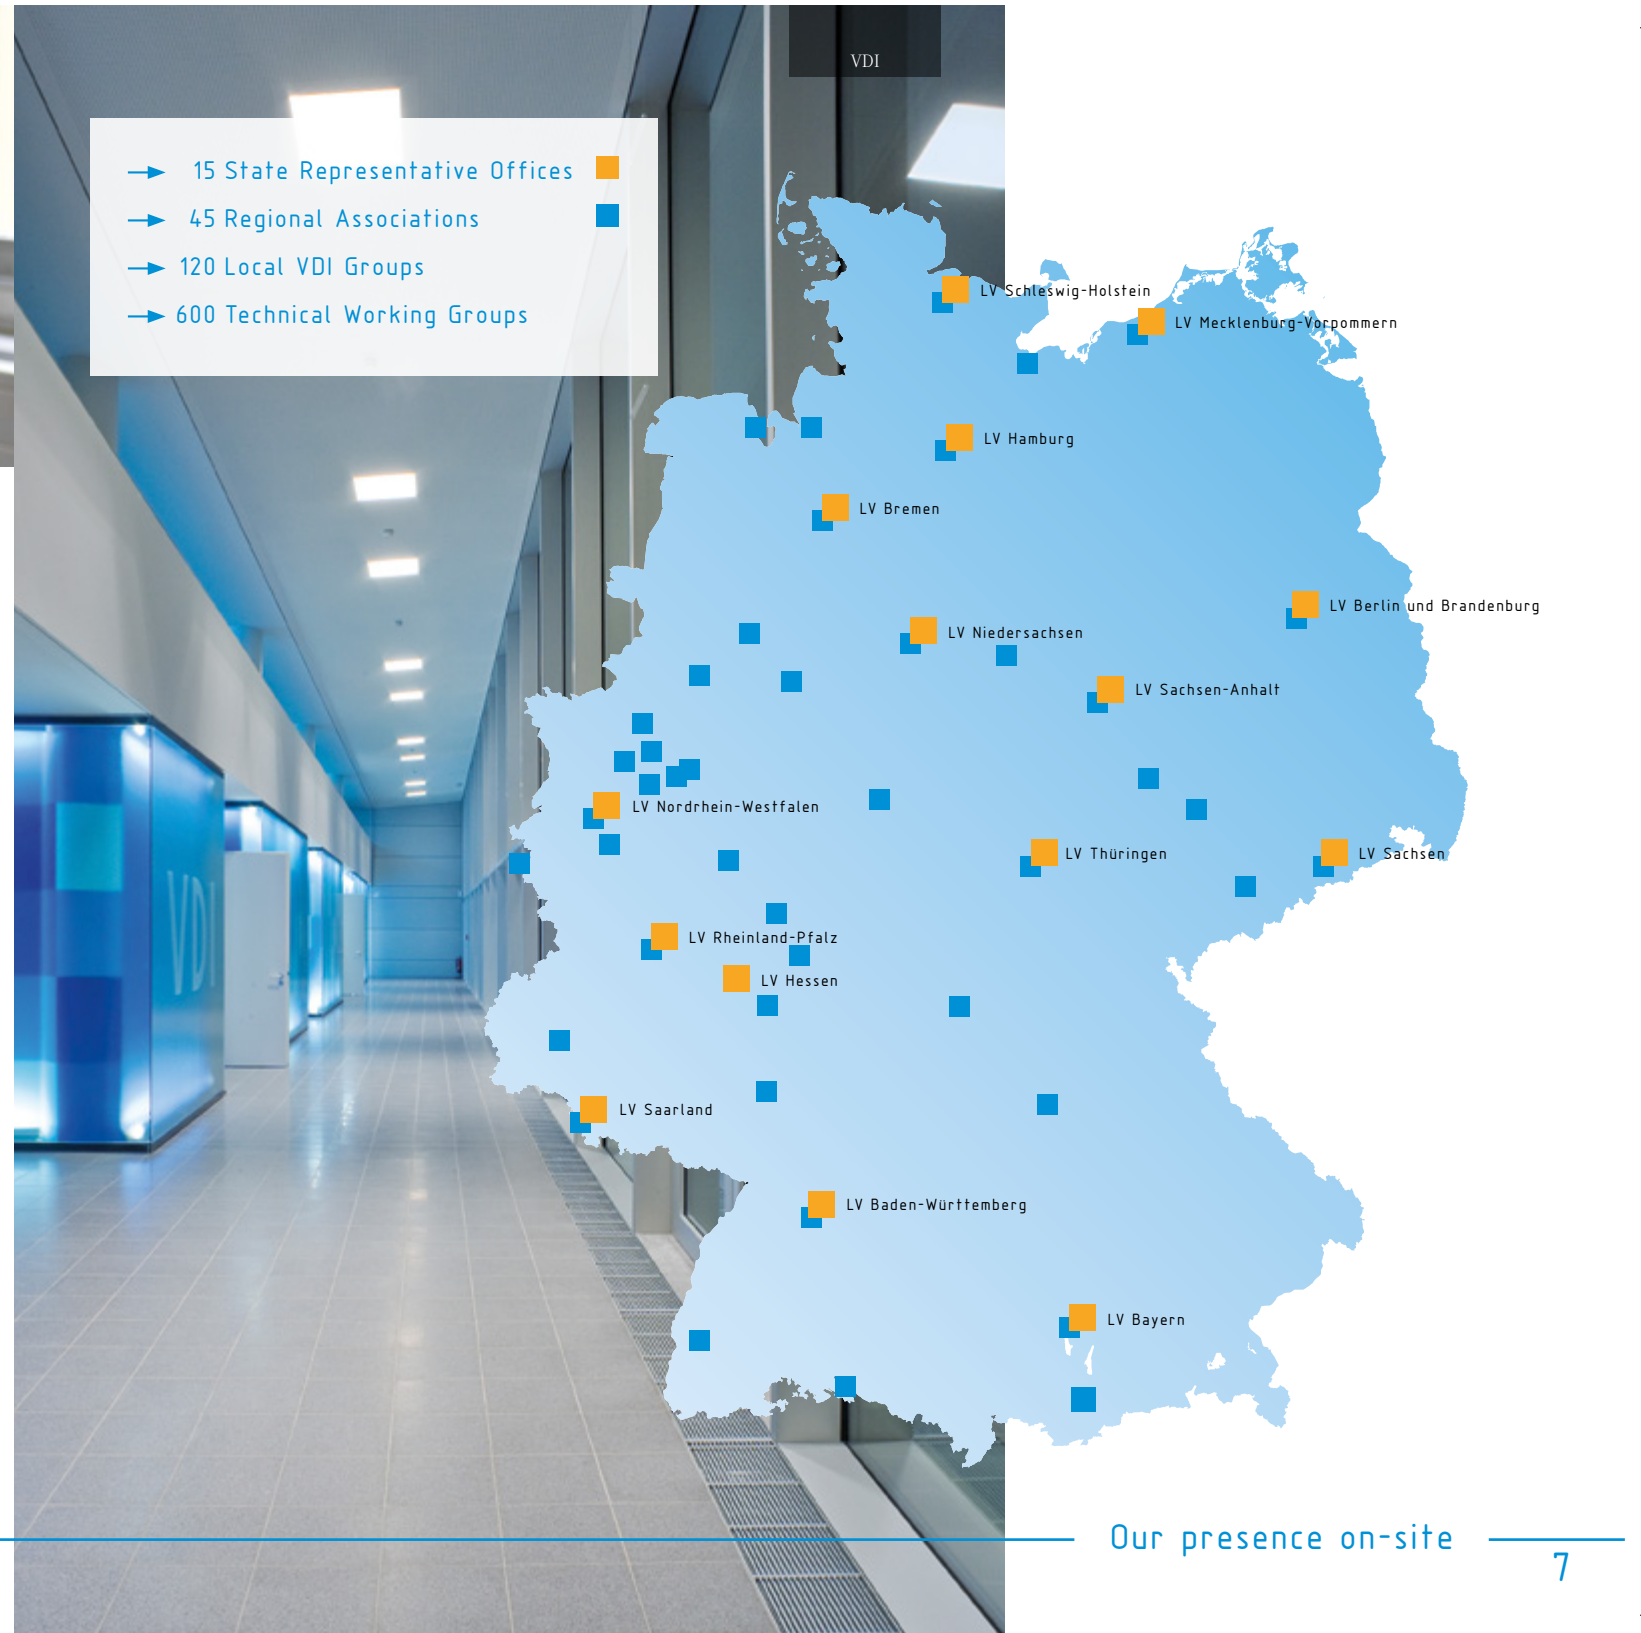 VDI
15 State Representative Offices
45 Regional Associations
120 Local VDI Groups
600 Technical Working Groups
LV Schleswig-Holstein
LV Mecklenburg-Vorpommern
LV Hamburg
LV Bremen
LV Berlin und Brandenburg
LV Niedersachsen
LV Sachsen-Anhalt
LV Nordrhein-Westfalen
LV Thüringen
LV Sachsen
VDI
LV Rheinland-Pfalz
LV Hessen
LV Saarland
LV Baden-Württemberg
LV Bayern
Our presence on-site
7